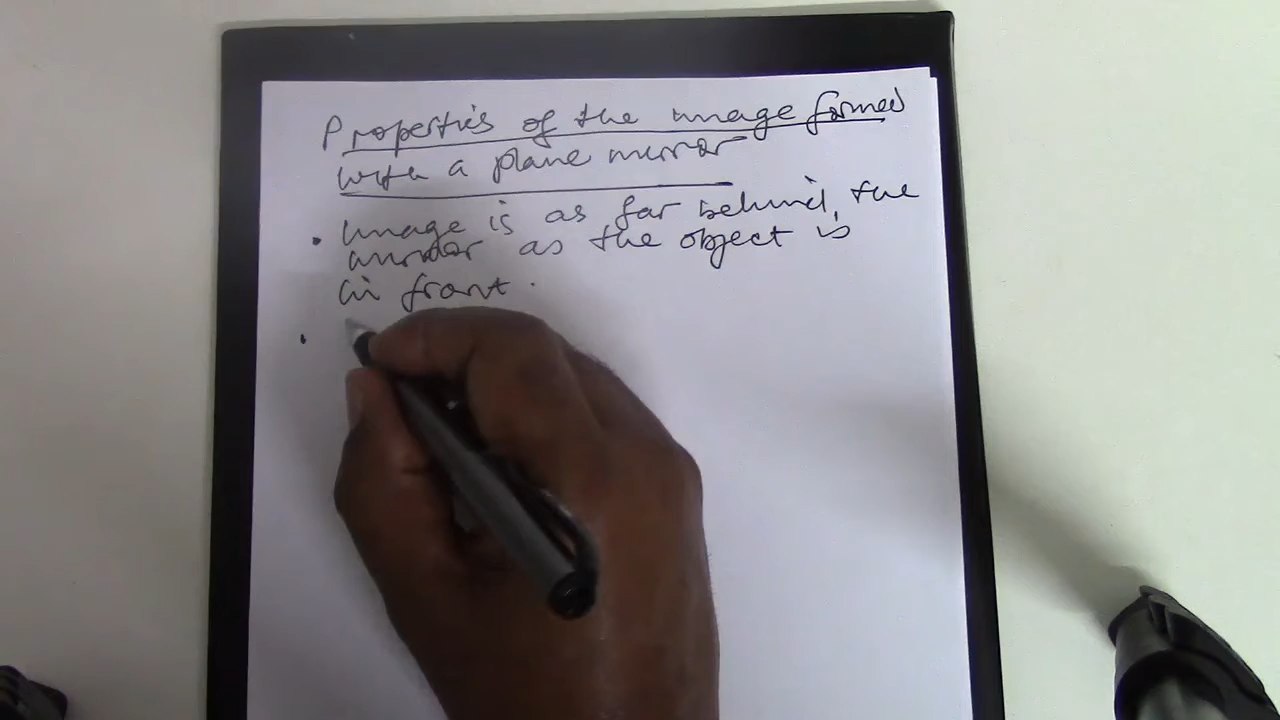 Properties of the image formed
with a plane mirror
• Image is as far behind, the
mirror as the object is
in front.
•